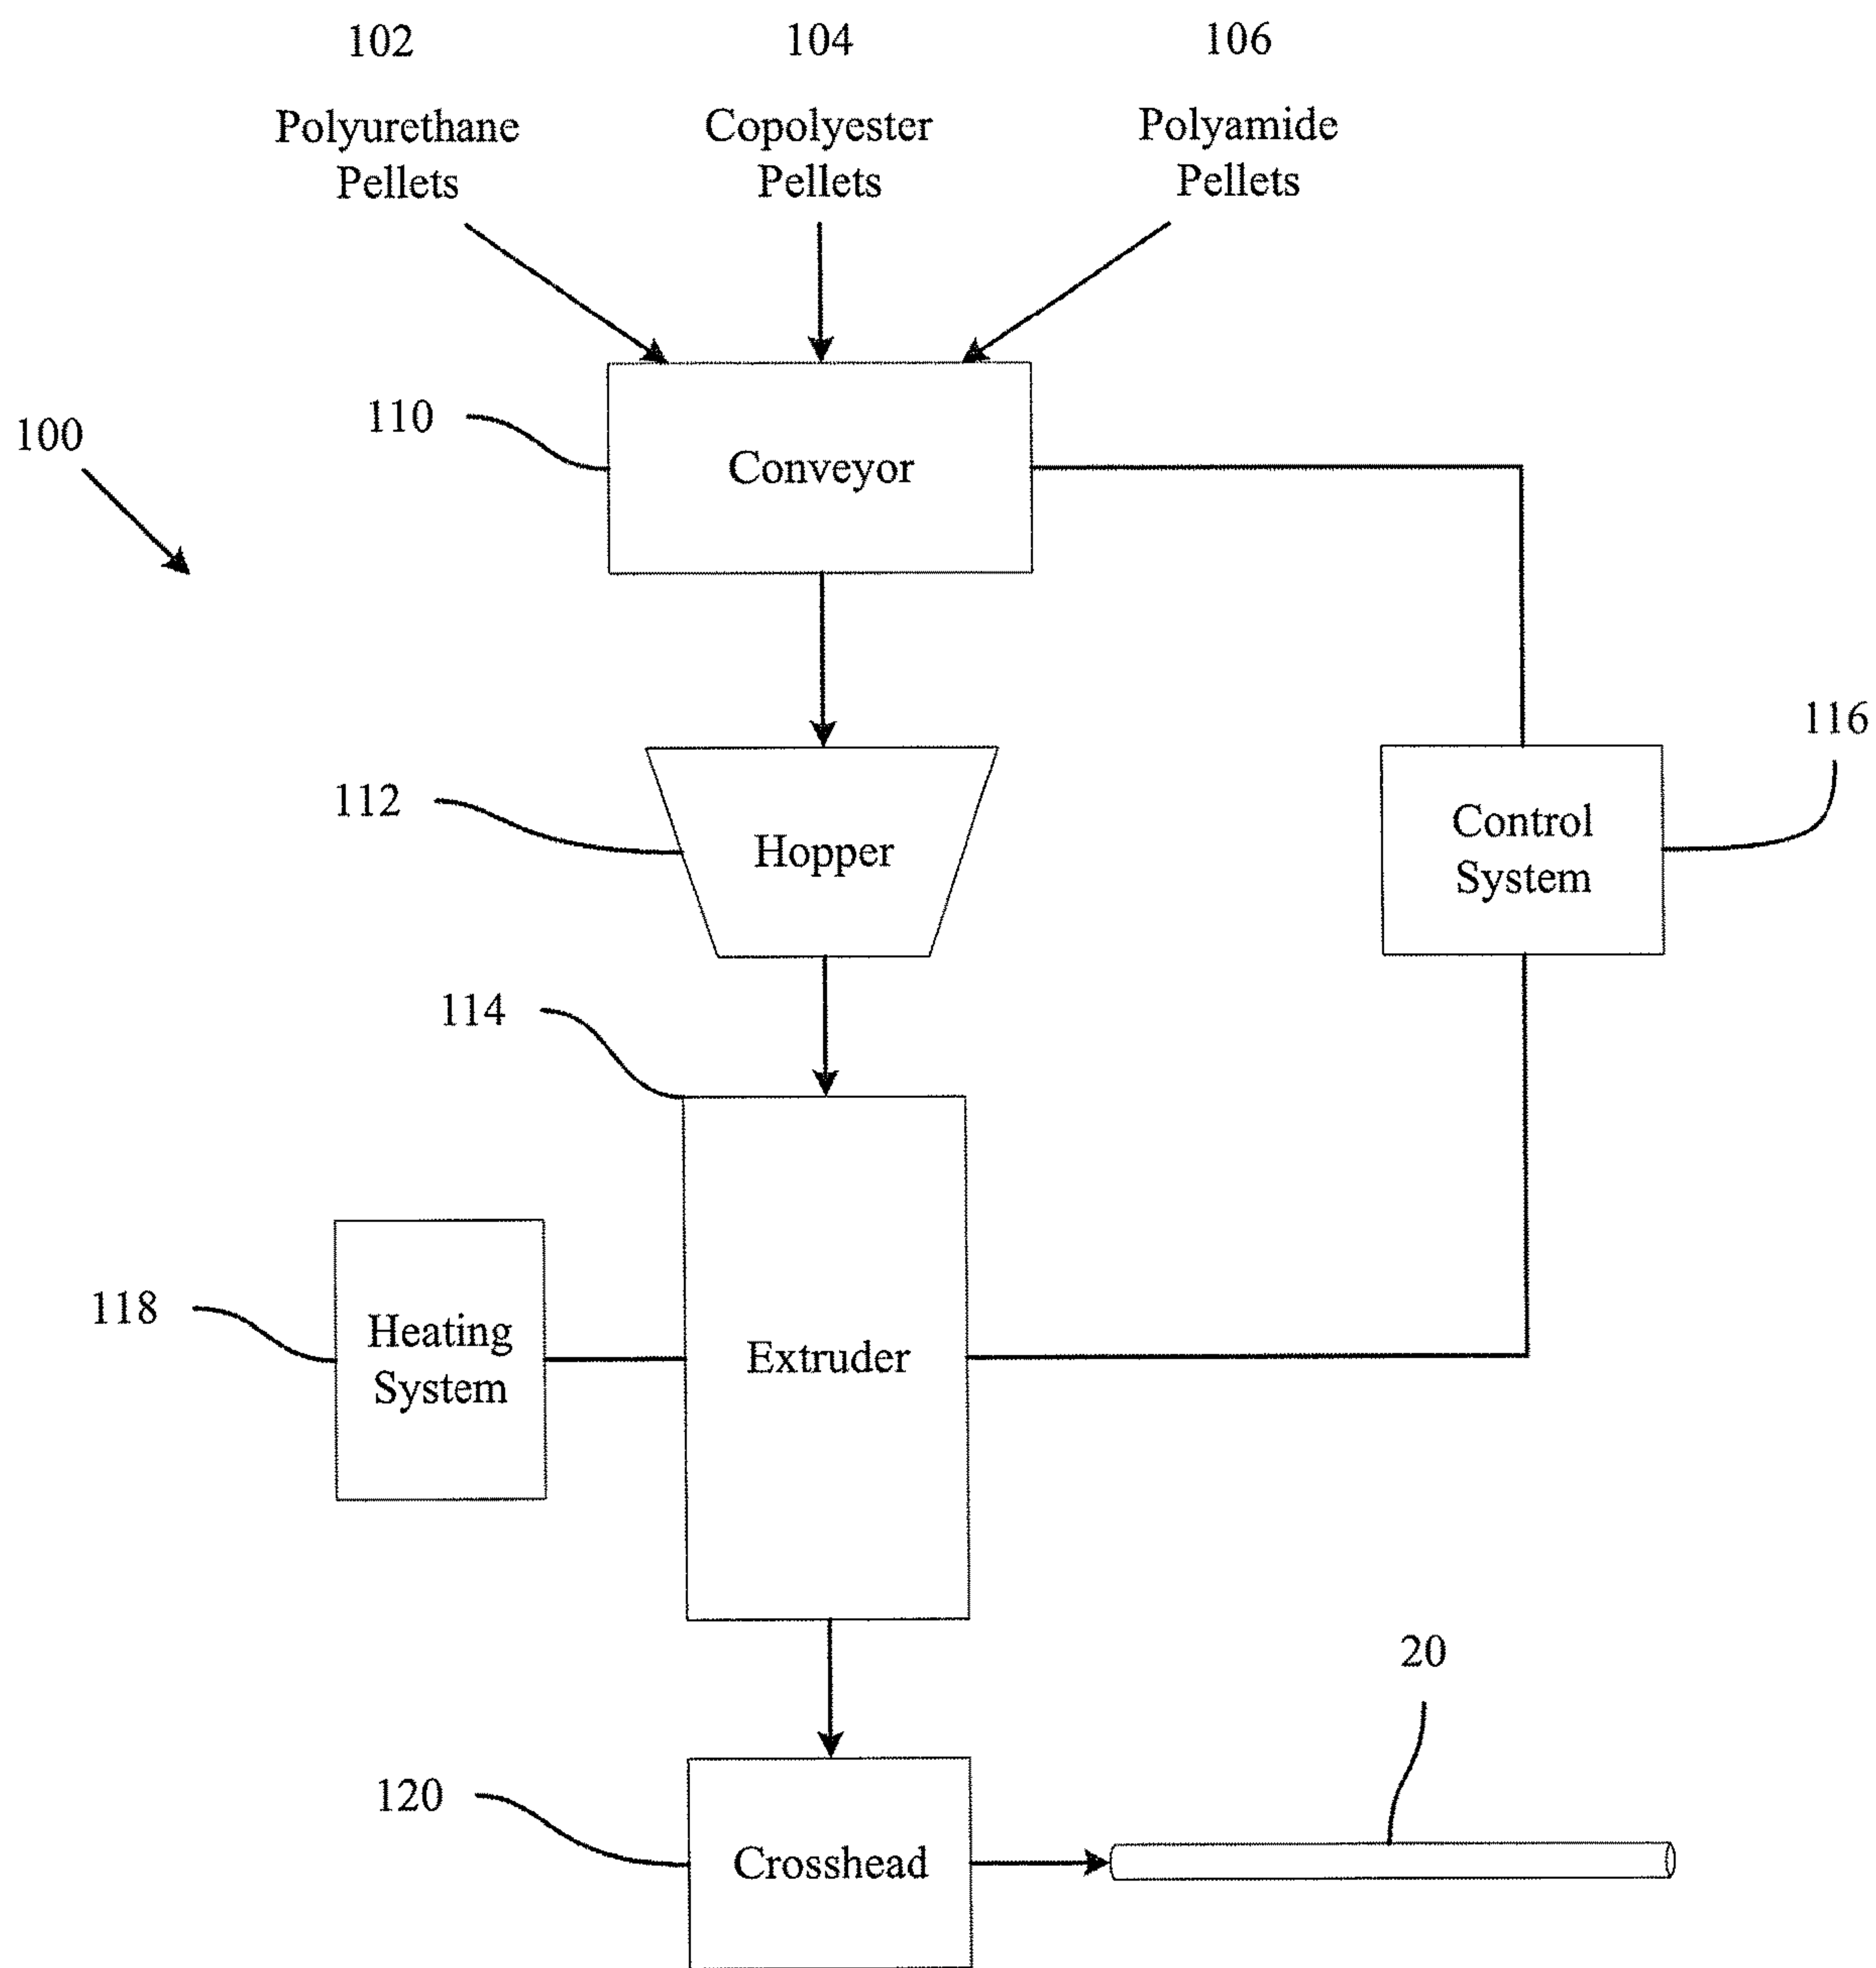 102
104
106
Polyurethane
Pellets
Copolyester
Pellets
Polyamide
Pellets
110
100
Conveyor
116
112
Hopper
Control
System
114
118
Heating
System
Extruder
20
120
Crosshead